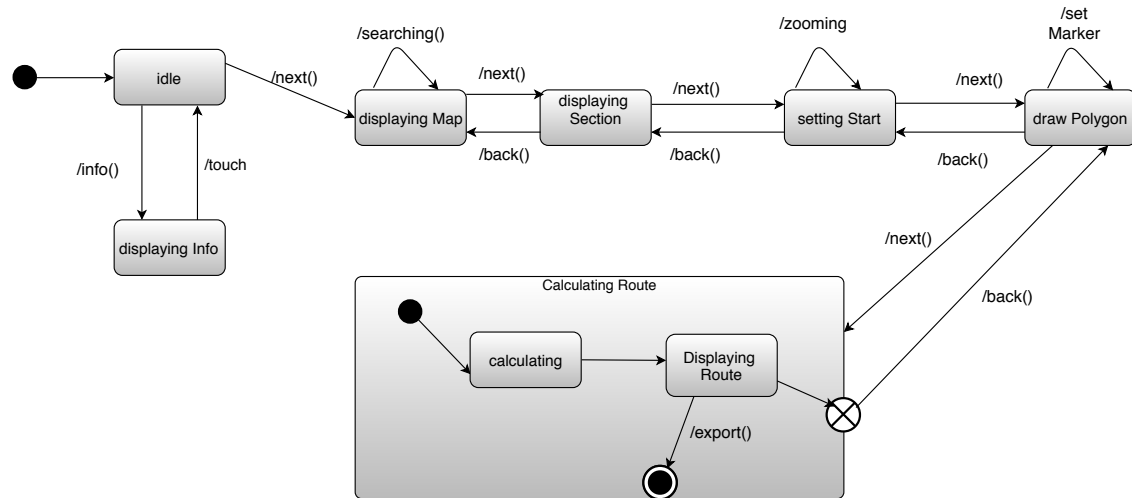 /searching()
/zooming
/set
Marker
idle
/next()
/next()
displaying
Section
/next()
/next()
displaying Map
setting Start
draw Polygon
/back()
/back()
/back()
/info()
/touch
displaying Info
/next()
Calculating Route
/back()
calculating
Displaying
Route
/export()